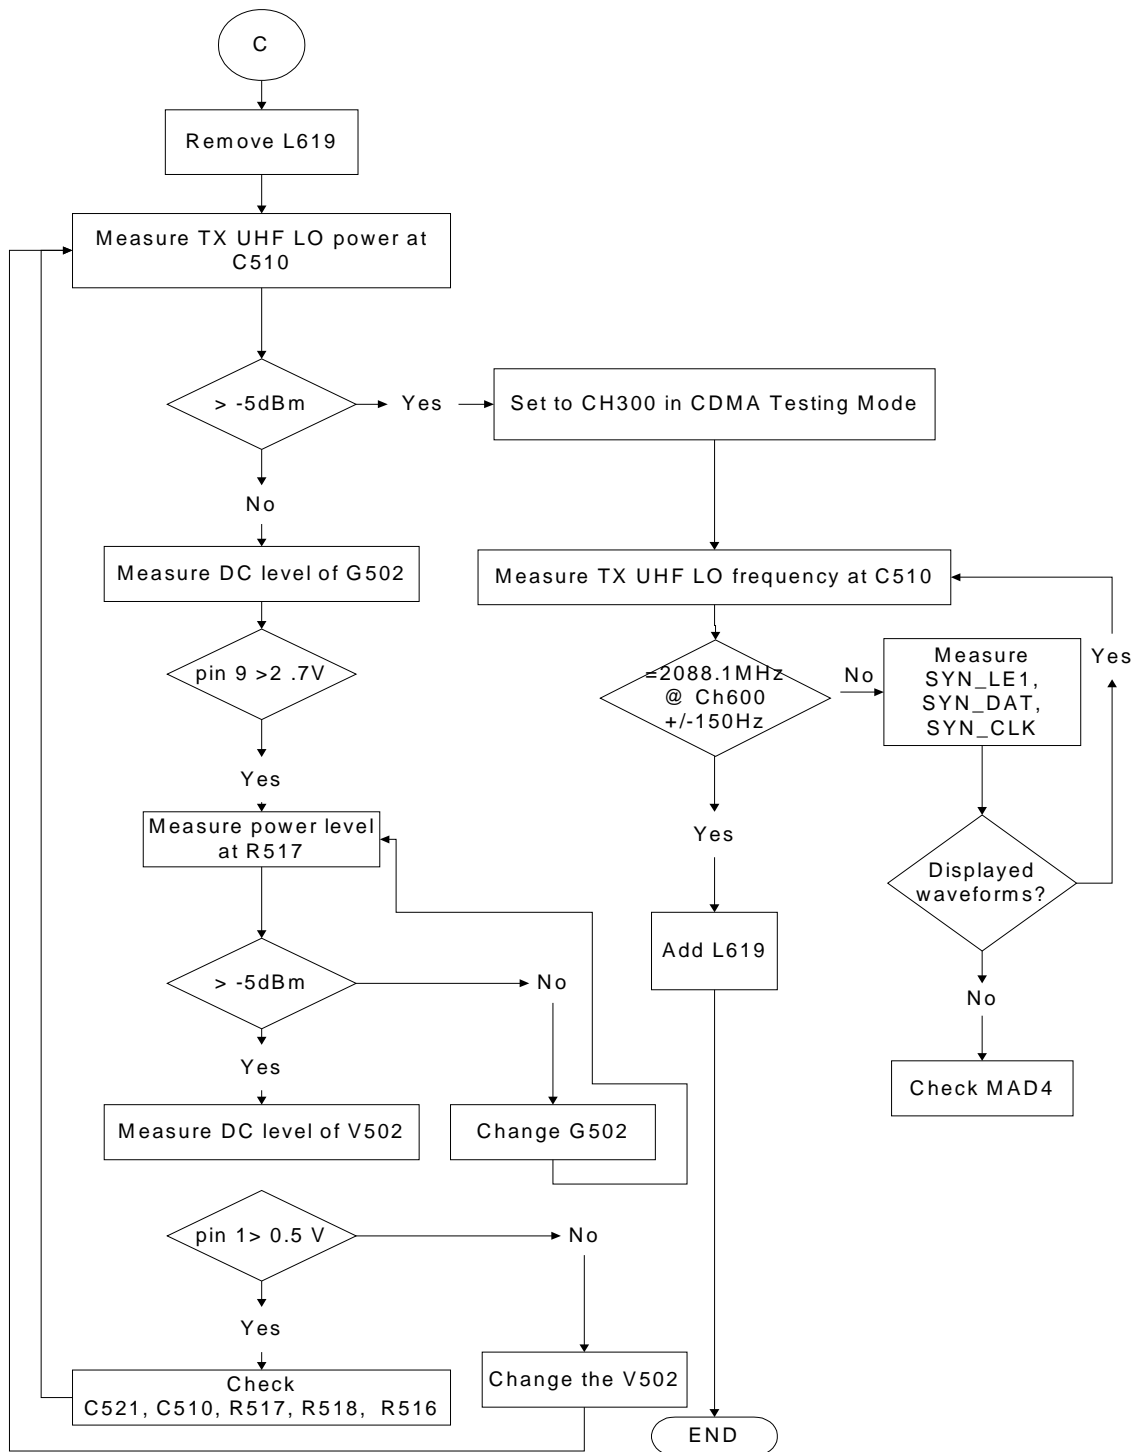 C
Remove L619
Measure TX UHF LO power at
C510
> -5dBm
Yes
Set to CH300 in CDMA Testing Mode
No
Measure DC level of G502
Measure TX UHF LO frequency at C510
pin 9 >2 .7V
=2088.1MHz
@ Ch600
+/-150Hz
No
Measure
SYN_LE1,
SYN_DAT,
SYN_CLK
Yes
Yes
Measure power level
at R517
Yes
Displayed
waveforms?
Add L619
> -5dBm
No
No
Yes
Check MAD4
Measure DC level of V502
Change G502
pin 1> 0.5 V
No
Yes
Check
C521, C510, R517, R518, R516
Change the V502
END